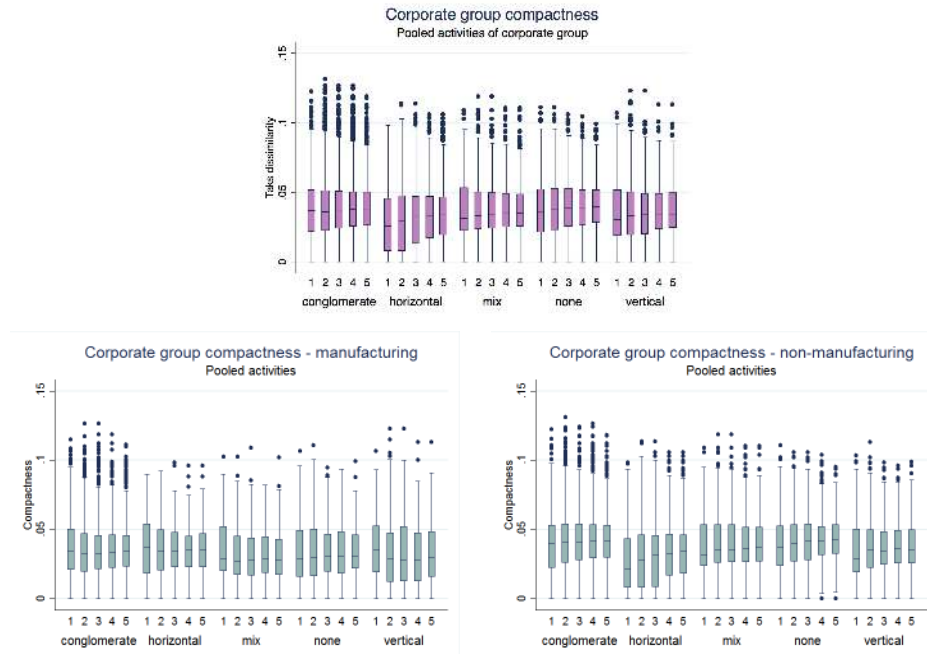 Corporate group compactness
Pooled activities of corporate group
Taks dissimilarity
.15
.1
.05
0
1 2 3 4 5 1 2 3 4 5 1 2 3 4 5 1 2 3 4 5 1 2 3 4 5
conglomerate horizontal mix none vertical
Corporate group compactness - manufacturing
Pooled activities
Compactness
.15
.1
.05
0
1 2 3 4 5 1 2 3 4 5 1 2 3 4 5 1 2 3 4 5 1 2 3 4 5
conglomerate horizontal mix none vertical
Corporate group compactness - non-manufacturing
Pooled activities
Compactness
.15
.1
.05
0
1 2 3 4 5 1 2 3 4 5 1 2 3 4 5 1 2 3 4 5 1 2 3 4 5
conglomerate horizontal mix none vertical